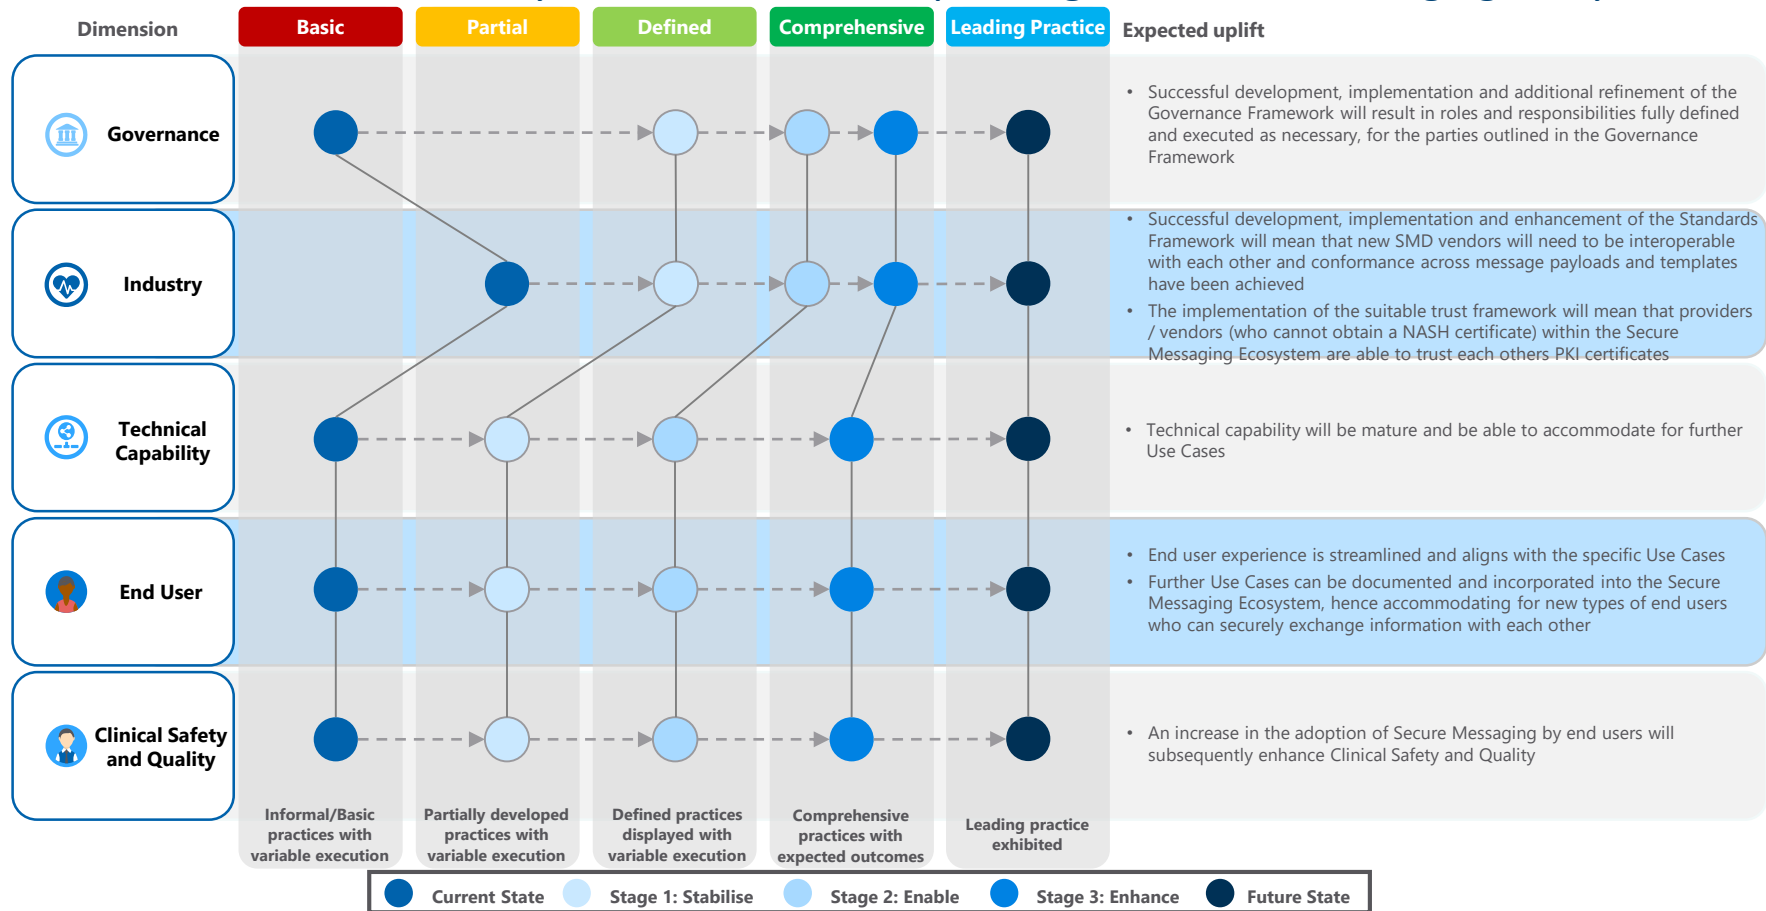 Dimension
Basic
Partial
Defined
Comprehensive
Leading Practice
Expected uplift
Governance
• Successful development, implementation and additional refinement of the
Governance Framework will result in roles and responsibilities fully defined
and executed as necessary, for the parties outlined in the Governance
Framework
Industry
• Successful development, implementation and enhancement of the Standards
Framework will mean that new SMD vendors will need to be interoperable
with each other and conformance across message payloads and templates
have been achieved
• The implementation of the suitable trust framework will mean that providers
/ vendors (who cannot obtain a NASH certificate) within the Secure
Messaging Ecosystem are able to trust each others PKI certificates
Technical
Capability
• Technical capability will be mature and be able to accommodate for further
Use Cases
End User
• End user experience is streamlined and aligns with the specific Use Cases
• Further Use Cases can be documented and incorporated into the Secure
Messaging Ecosystem, hence accommodating for new types of end users
who can securely exchange information with each other
Clinical Safety
and Quality
• An increase in the adoption of Secure Messaging by end users will
subsequently enhance Clinical Safety and Quality
Informal/Basic
practices with
variable execution
Partially developed
practices with
variable execution
Defined practices
displayed with
variable execution
Comprehensive
practices with
expected outcomes
Leading practice
exhibited
Current State
Stage 1: Stabilise
Stage 2: Enable
Stage 3: Enhance
Future State